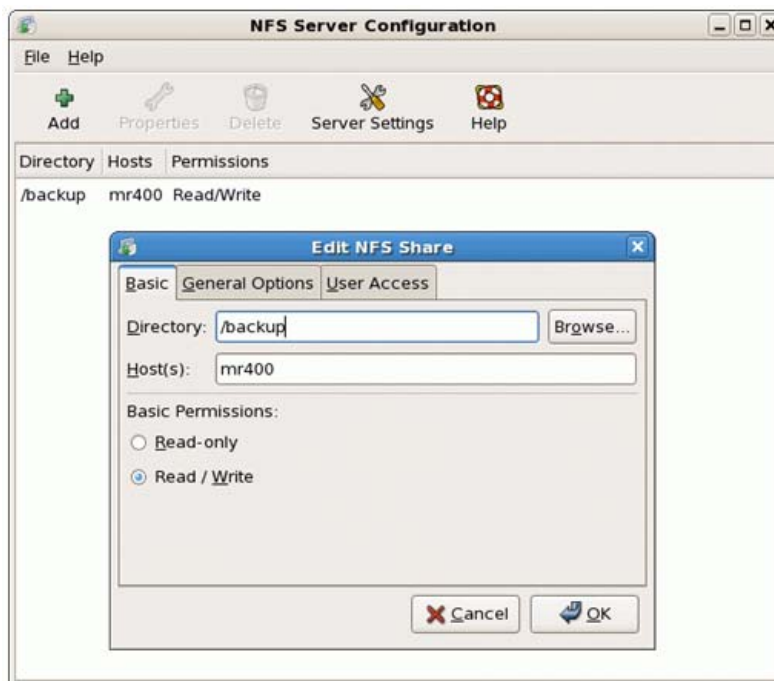 NFS Server Configuration
File Help
Add Properties Delete Server Settings Help
Directory Hosts Permissions
/backup mr400 Read/Write
Edit NFS Share
Basic General Options User Access
Directory: /backup Browse...
Host(s): mr400
Basic Permissions:
Read-only
Read / Write
Cancel OK